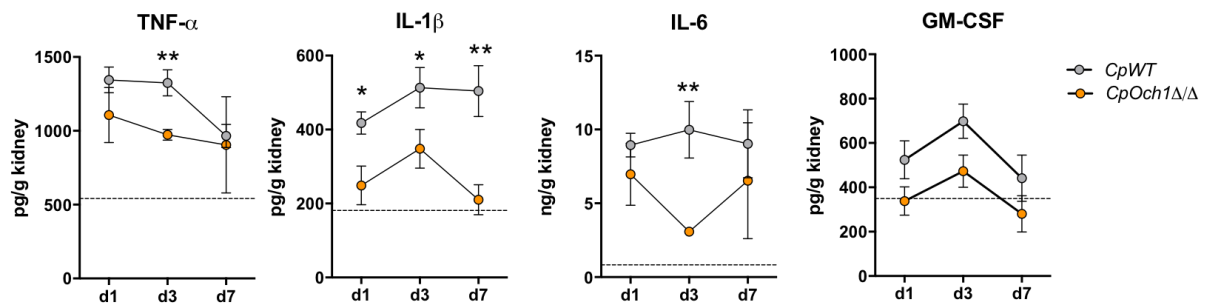 TNF-α
pg/g kidney
1500
1000
500
0
**
d1 d3 d7
IL-1β
pg/g kidney
600
400
200
0
* * **
d1 d3 d7
IL-6
ng/g kidney
15
10
5
0
**
d1 d3 d7
GM-CSF
pg/g kidney
1000
800
600
400
200
0
d1 d3 d7
CpWT
CpOch1Δ/Δ